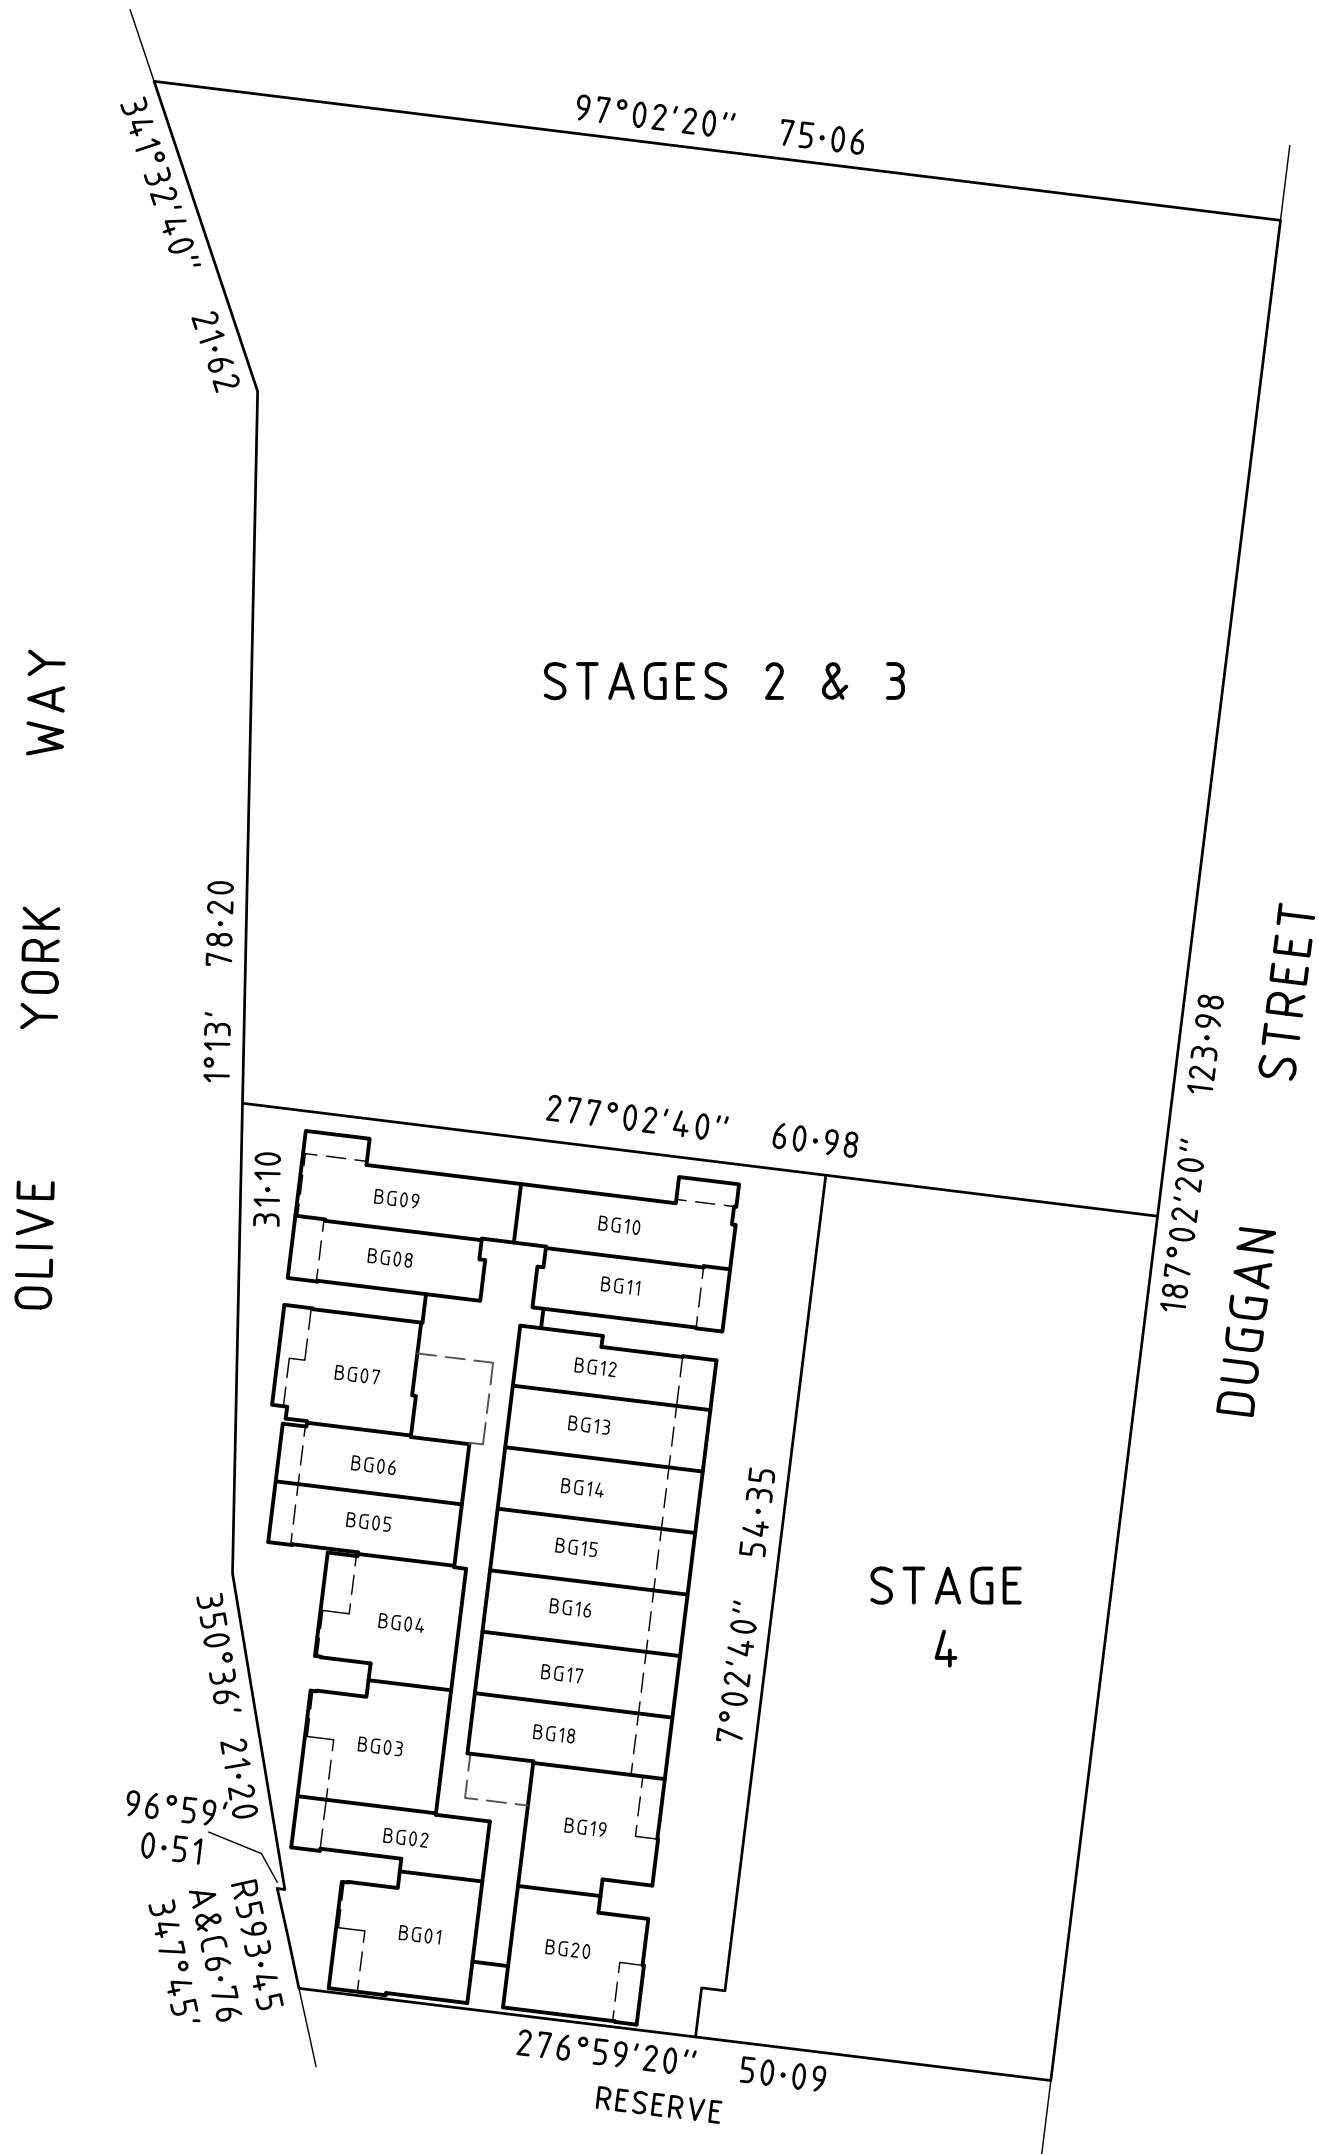 97°02'20" 75·06
341°32'40" 21·62
STAGES 2 & 3
OLIVE YORK WAY
1°13' 78·20
DUGGAN STREET
187°02'20" 123·98
277°02'40" 60·98
31·10
BG09
BG10
BG08
BG11
BG07
BG12
BG13
BG06
BG14
BG05
BG15
BG04
BG16
BG17
BG03
BG18
BG02
BG19
BG01
BG20
7°02'40" 54·35
STAGE
4
350°36' 21·20
96°59'
0·51
R593·45
A&C6·76
347°45'
276°59'20" 50·09
RESERVE